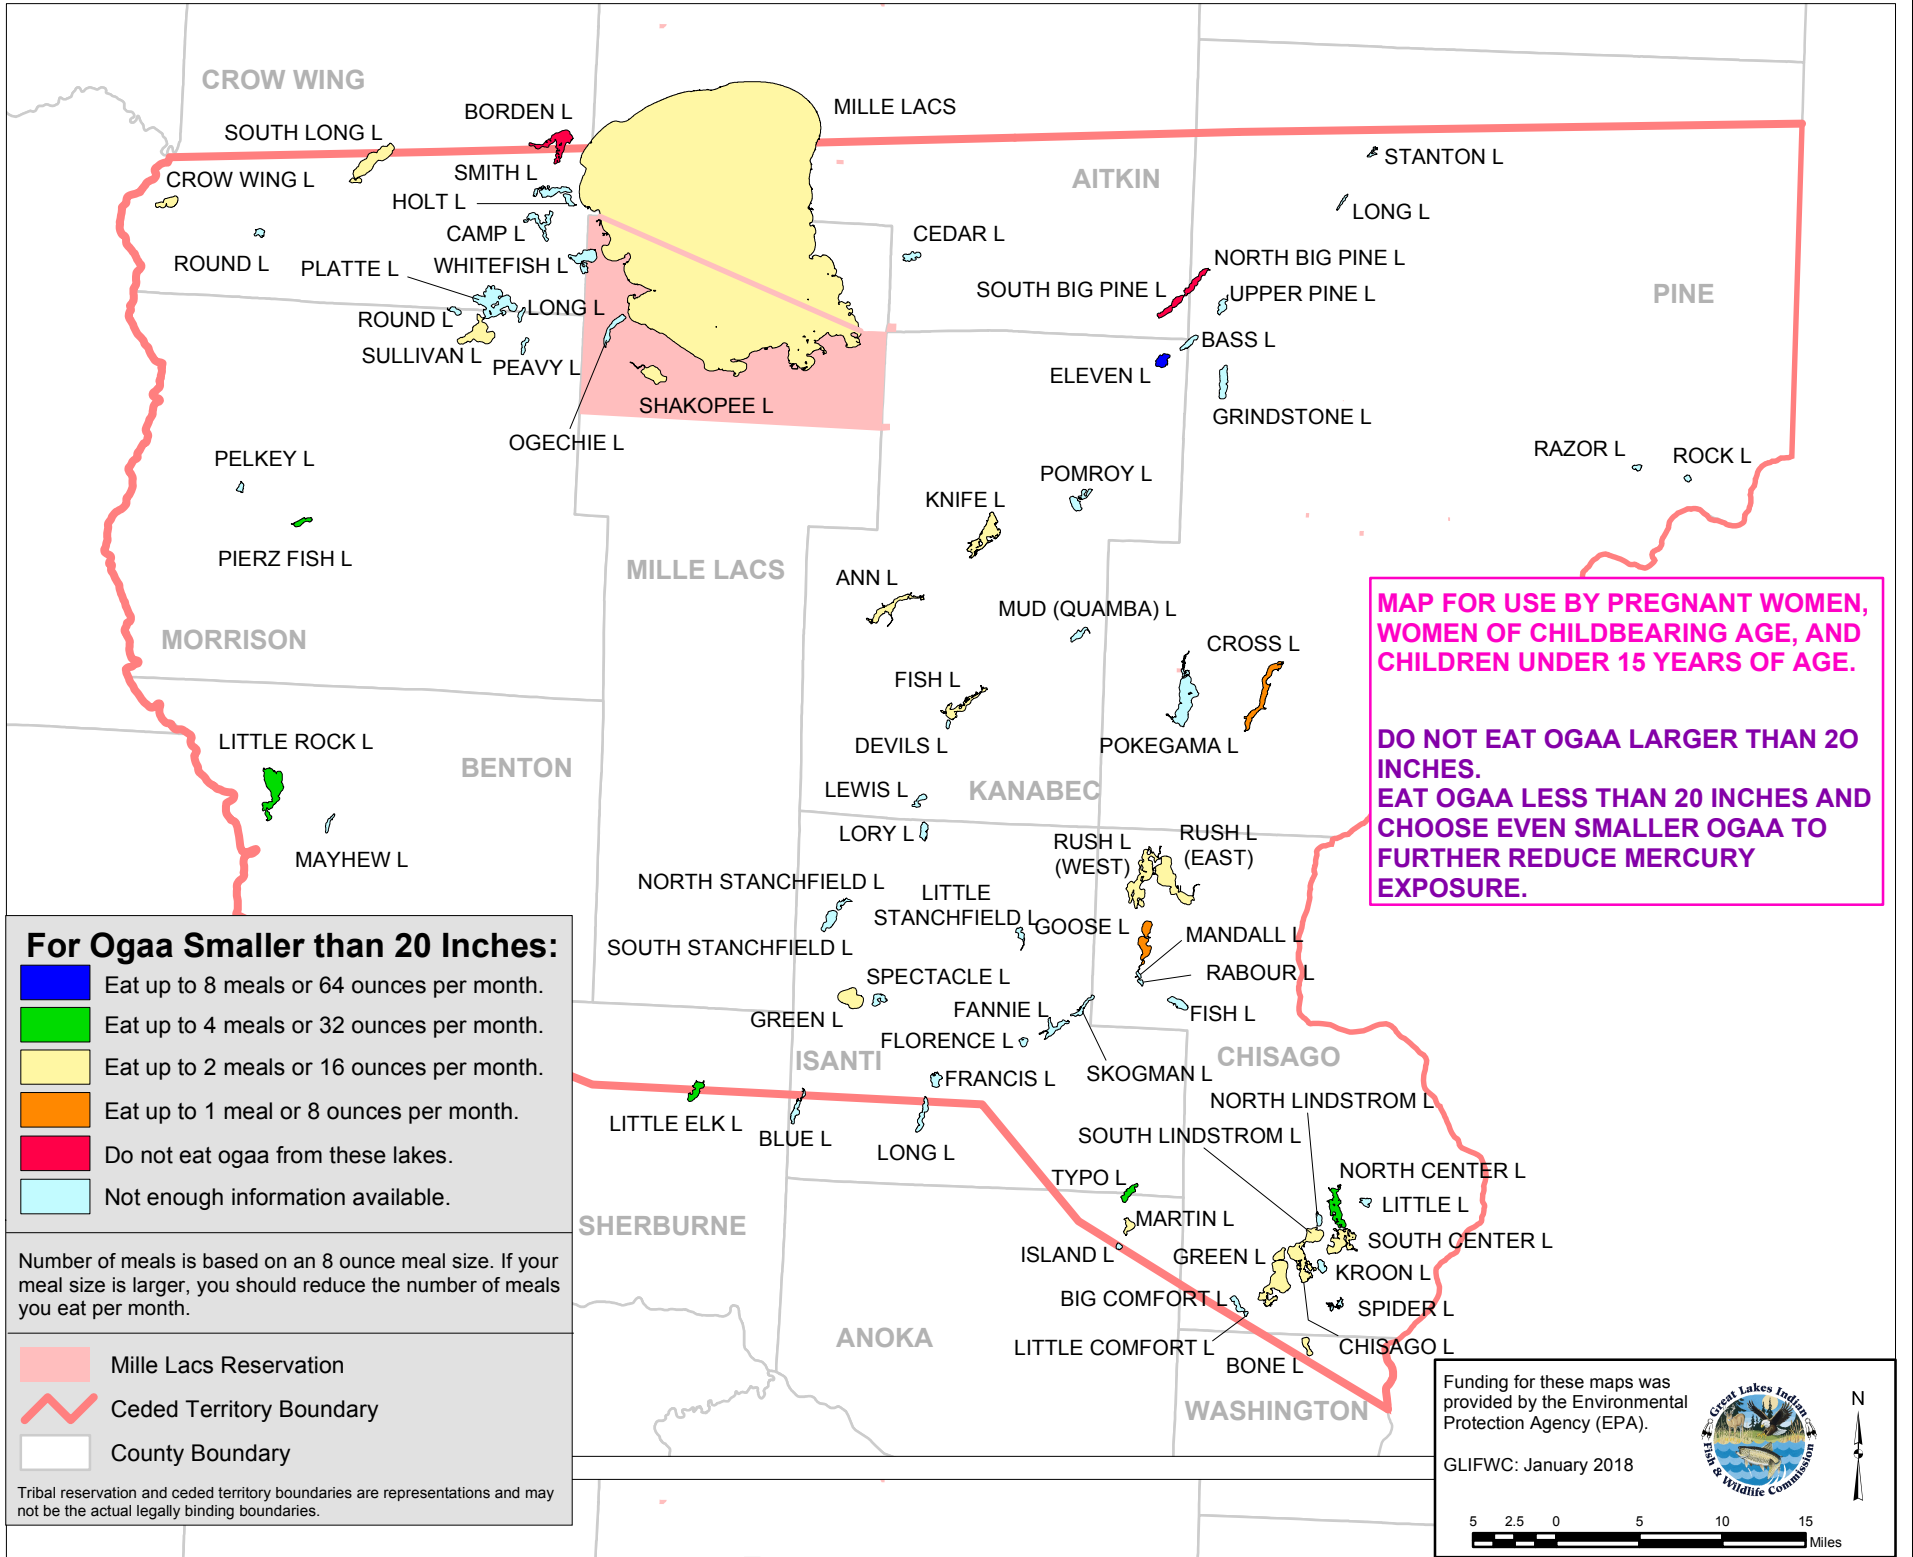 CROW WING
BORDEN L
MILLE LACS
SOUTH LONG L
STANTON L
SMITH L
CROW WING L
AITKIN
HOLT L
LONG L
CAMP L
CEDAR L
ROUND L
PLATTE L
WHITEFISH L
NORTH BIG PINE L
SOUTH BIG PINE L
UPPER PINE L
PINE
LONG L
ROUND L
SULLIVAN L
PEAVY L
BASS L
ELEVEN L
SHAKOPEE L
GRINDSTONE L
OGECHIE L
PELKEY L
RAZOR L
ROCK L
POMROY L
KNIFE L
PIERZ FISH L
MILLE LACS
ANN L
MUD (QUAMBA) L
MORRISON
CROSS L
FISH L
DEVILS L
POKEGAMA L
LITTLE ROCK L
BENTON
LEWIS L
KANABEC
LORY L
MAYHEW L
RUSH L
(WEST)
RUSH L
(EAST)
NORTH STANCHFIELD L
LITTLE
STANCHFIELD L
GOOSE L
MANDALL L
SOUTH STANCHFIELD L
RABOUR L
SPECTACLE L
GREEN L
FANNIE L
FISH L
FLORENCE L
ISANTI
CHISAGO
FRANCIS L
SKOGMAN L
LITTLE ELK L
BLUE L
LONG L
NORTH LINDSTROM L
SOUTH LINDSTROM L
TYPO L
NORTH CENTER L
LITTLE L
SHERBURNE
MARTIN L
ISLAND L
GREEN L
SOUTH CENTER L
KROON L
BIG COMFORT L
SPIDER L
ANOKA
LITTLE COMFORT L
CHISAGO L
BONE L
WASHINGTON
MAP FOR USE BY PREGNANT WOMEN,
WOMEN OF CHILDBEARING AGE, AND
CHILDREN UNDER 15 YEARS OF AGE.
DO NOT EAT OGAA LARGER THAN 2O
INCHES.
EAT OGAA LESS THAN 20 INCHES AND
CHOOSE EVEN SMALLER OGAA TO
FURTHER REDUCE MERCURY
EXPOSURE.
For Ogaa Smaller than 20 Inches:
Eat up to 8 meals or 64 ounces per month.
Eat up to 4 meals or 32 ounces per month.
Eat up to 2 meals or 16 ounces per month.
Eat up to 1 meal or 8 ounces per month.
Do not eat ogaa from these lakes.
Not enough information available.
Number of meals is based on an 8 ounce meal size. If your
meal size is larger, you should reduce the number of meals
you eat per month.
Mille Lacs Reservation
Ceded Territory Boundary
County Boundary
Tribal reservation and ceded territory boundaries are representations and may
not be the actual legally binding boundaries.
Funding for these maps was
provided by the Environmental
Protection Agency (EPA).
GLIFWC: January 2018
Great Lakes Indian
Fish & Wildlife Commission
N
5 2.5 0 5 10 15
Miles